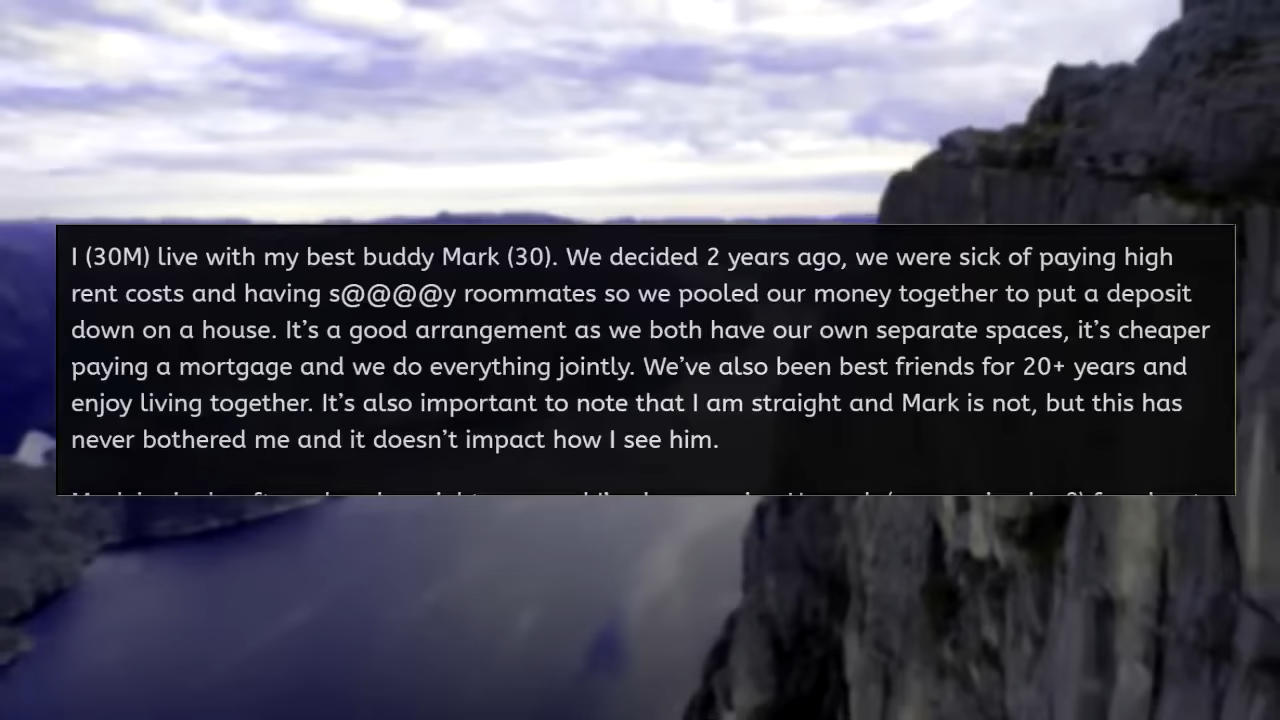 I (30M) live with my best buddy Mark (30). We decided 2 years ago, we were sick of paying high
rent costs and having s@@@@y roommates so we pooled our money together to put a deposit
down on a house. It’s a good arrangement as we both have our own separate spaces, it’s cheaper
paying a mortgage and we do everything jointly. We’ve also been best friends for 20+ years and
enjoy living together. It’s also important to note that I am straight and Mark is not, but this has
never bothered me and it doesn’t impact how I see him.